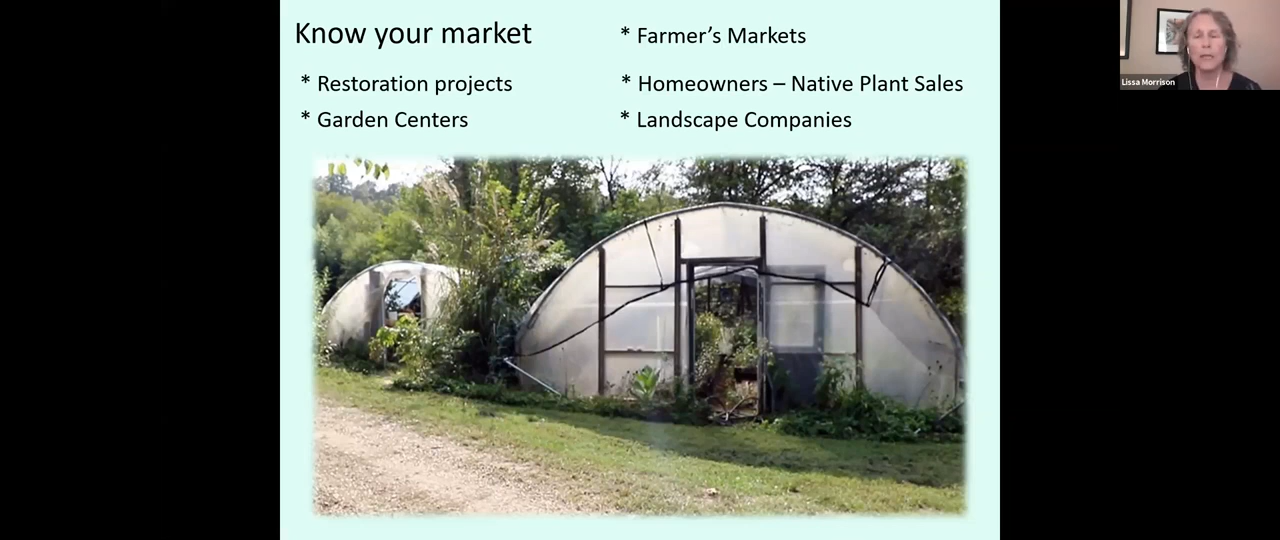 Know your market
* Restoration projects
* Garden Centers
* Farmer’s Markets
* Homeowners – Native Plant Sales
* Landscape Companies
Lissa Morrison